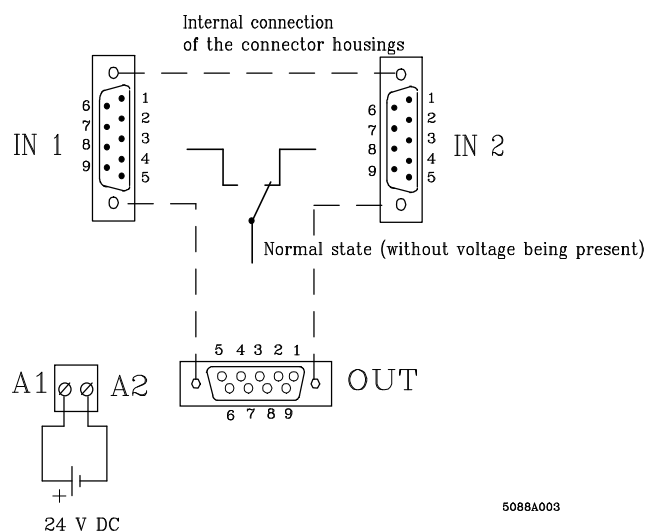 Internal connection
of the connector housings
IN 1
6
7
8
9
1
2
3
4
5
6
7
8
9
1
2
3
4
5
IN 2
Normal state (without voltage being present)
5 4 3 2 1
6 7 8 9
OUT
A1
A2
+
24 V DC
5088A003